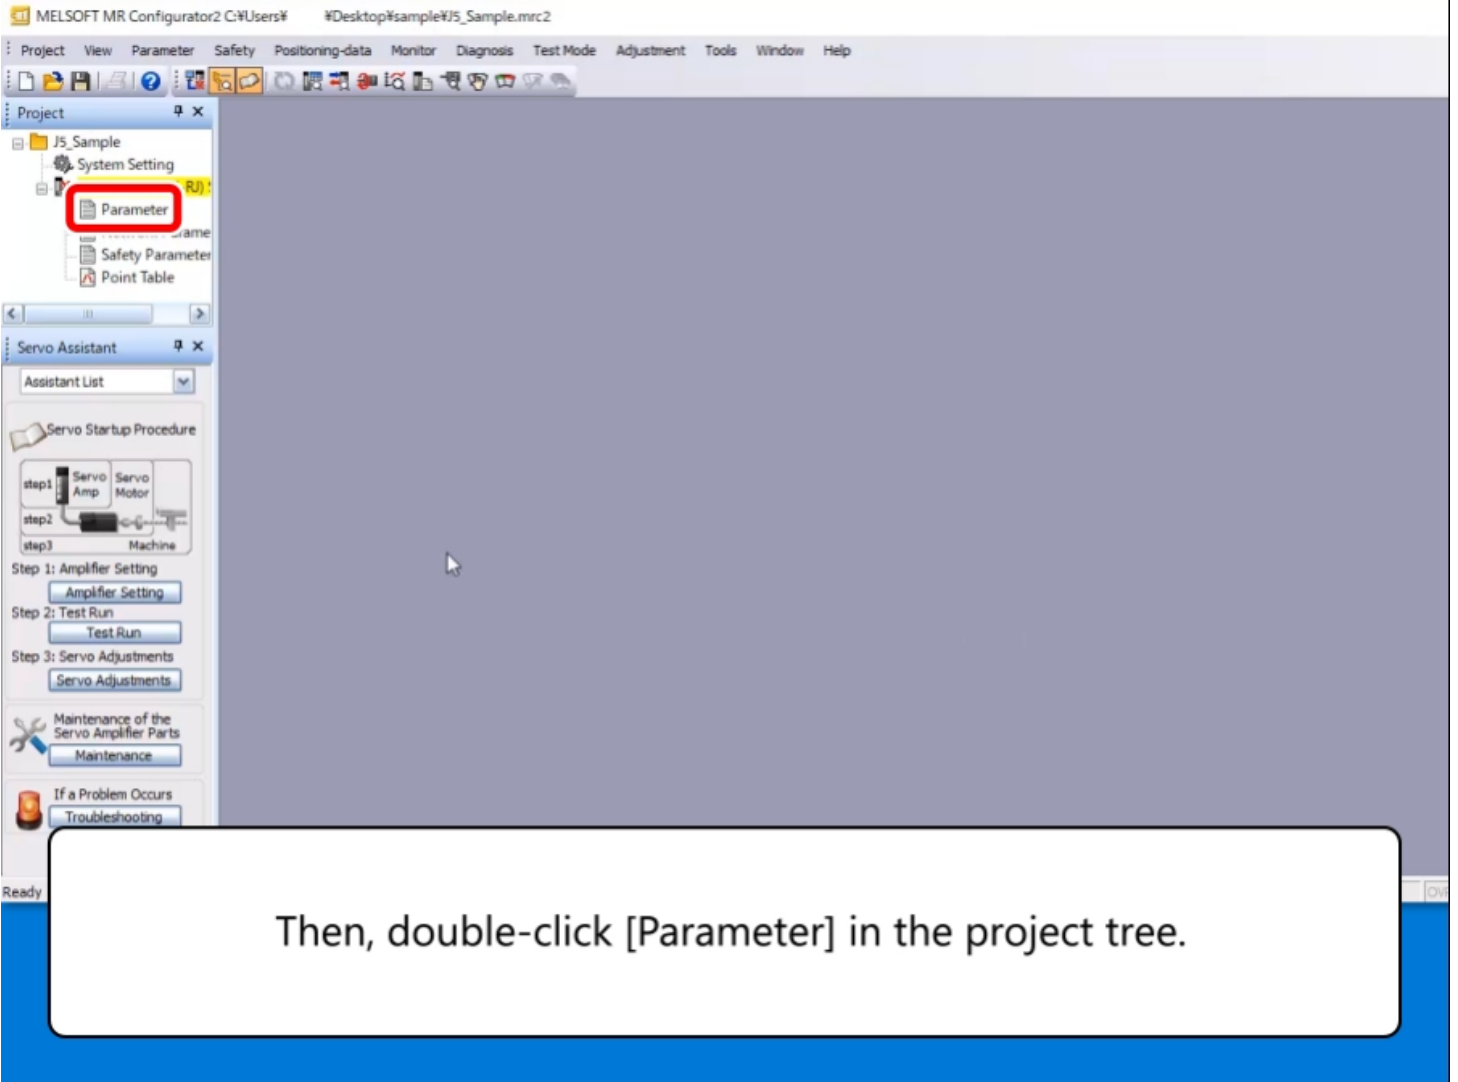 MELSOFT MR Configurator2 C:¥Users¥ ¥Desktop¥sample¥J5_Sample.mrc2
Project View Parameter Safety Positioning-data Monitor Diagnosis Test Mode Adjustment Tools Window Help
Project
J5_Sample
System Setting
RJ)
Parameter
Safety Parameter
Point Table
Servo Assistant
Assistant List
Servo Startup Procedure
step1
Servo Amp
Servo Motor
step2
step3
Machine
Step 1: Amplifier Setting
Amplifier Setting
Step 2: Test Run
Test Run
Step 3: Servo Adjustments
Servo Adjustments
Maintenance of the
Servo Amplifier Parts
Maintenance
If a Problem Occurs
Troubleshooting
Ready
Then, double-click [Parameter] in the project tree.